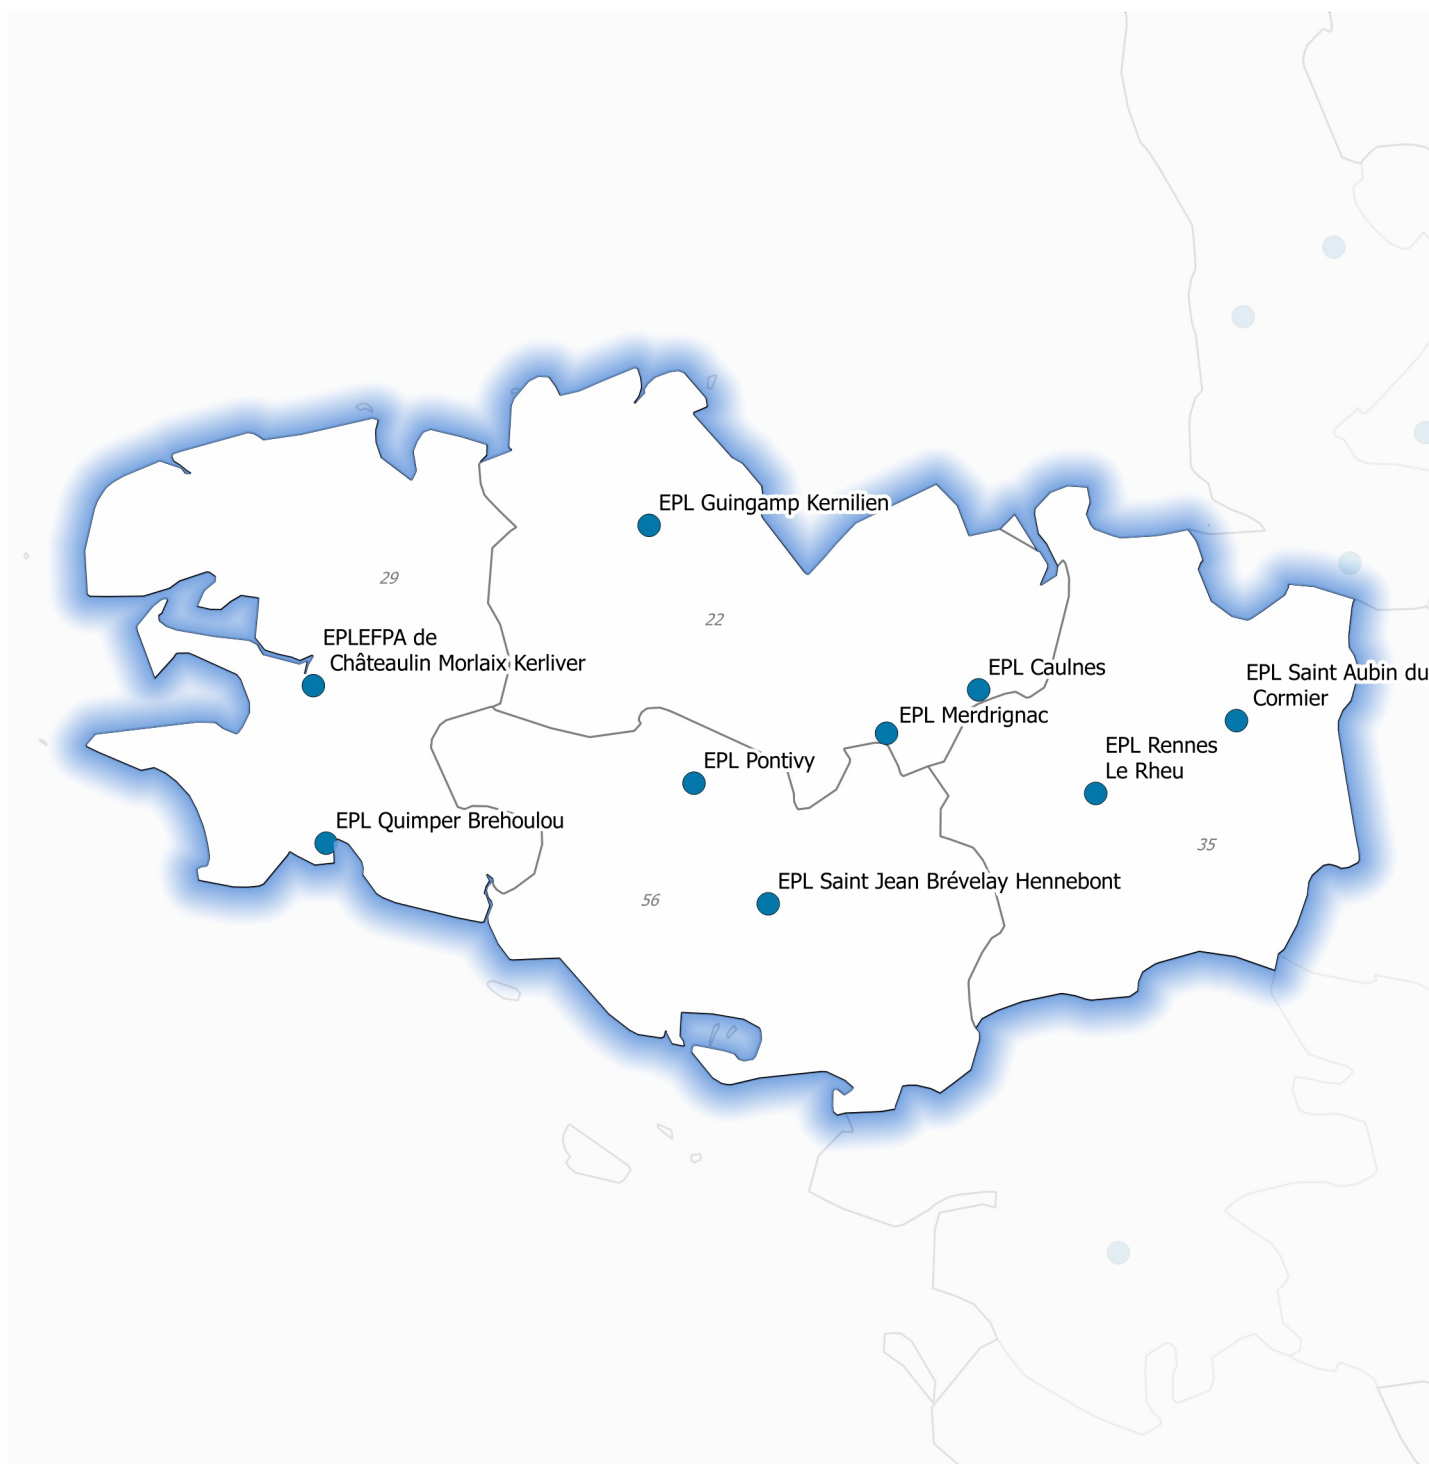 EPL Guingamp Kernilien
29
22
EPLEFPA de
Châteaulin Morlaix Kerliver
EPL Caulnes
EPL Saint Aubin du
Cormier
EPL Merdrignac
EPL Rennes
Le Rheu
EPL Pontivy
EPL Quimper Brehoulou
35
EPL Saint Jean Brévelay Hennebont
56